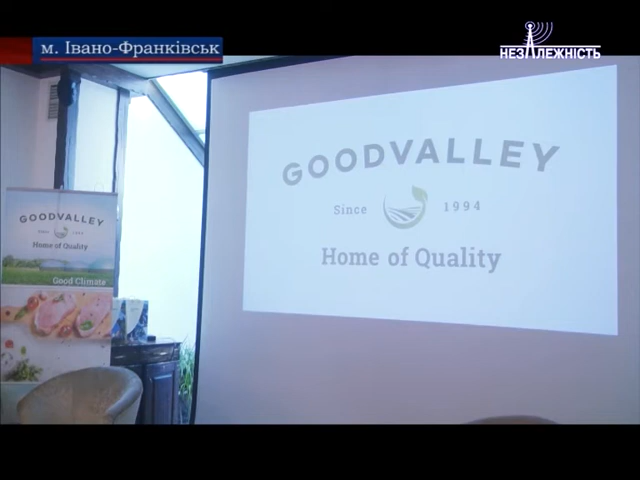 м. Івано-Франківськ
НЕЗАЛЕЖНІСТЬ
GOODVALLEY
Since 1994
Home of Quality
GOODVALLEY
Home of Quality
Good Climate